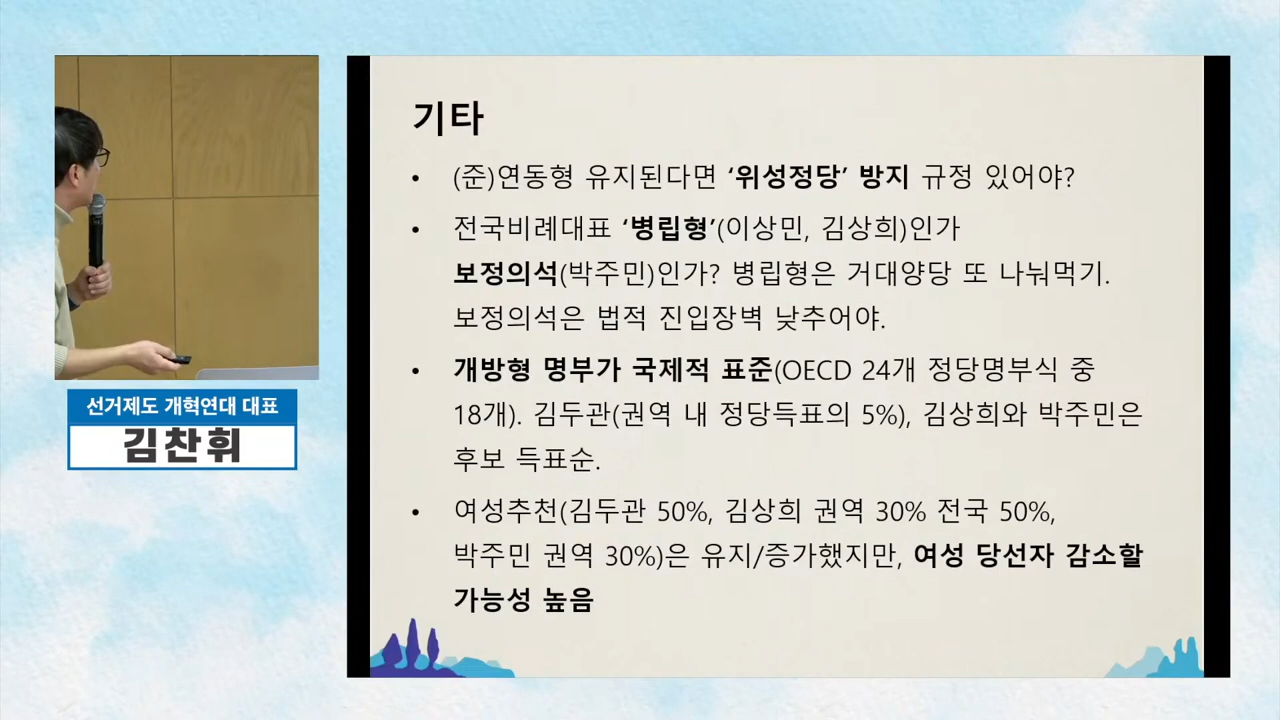 기타
• (준)연동형 유지된다면 ‘위성정당’ 방지 규정 있어야?
• 전국비례대표 ‘병립형’(이상민, 김상희)인가
보정의석(박주민)인가? 병립형은 거대양당 또 나눠먹기.
보정의석은 법적 진입장벽 낮추어야.
• 개방형 명부가 국제적 표준(OECD 24개 정당명부식 중
18개). 김두관(권역 내 정당득표의 5%), 김상희와 박주민은
후보 득표순.
• 여성추천(김두관 50%, 김상희 권역 30% 전국 50%,
박주민 권역 30%)은 유지/증가했지만, 여성 당선자 감소할
가능성 높음
선거제도 개혁연대 대표
김찬휘